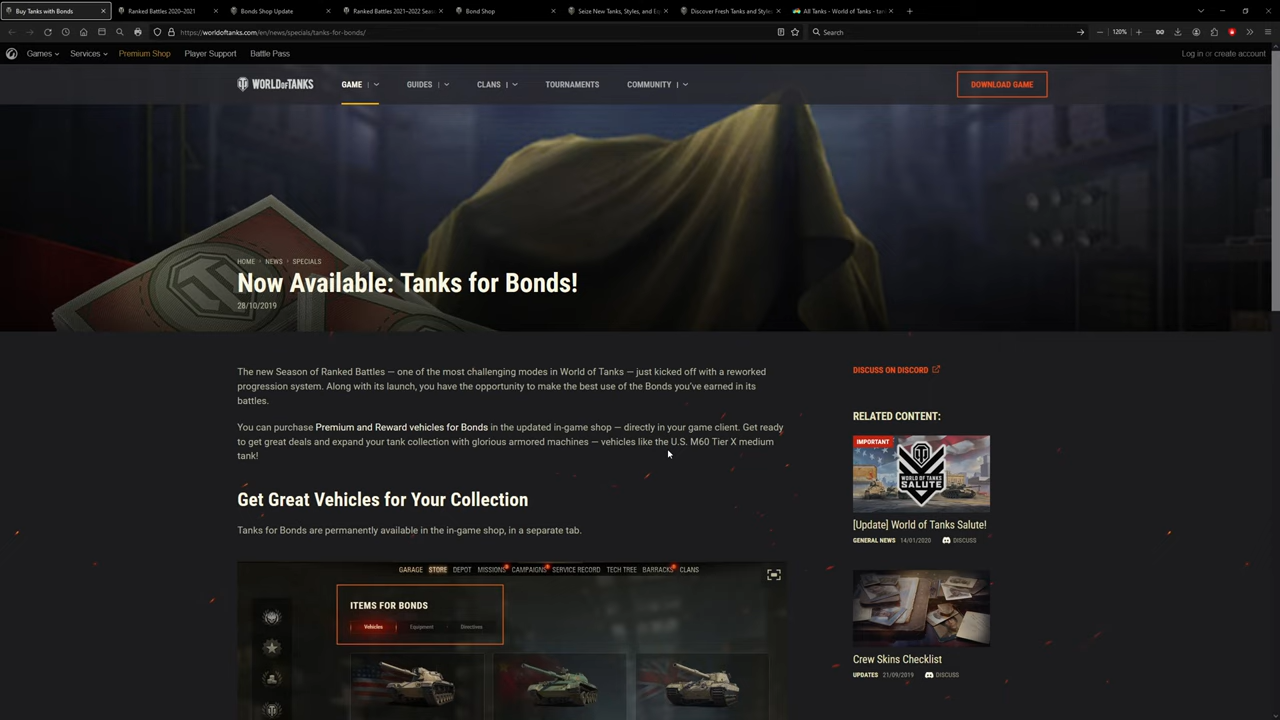 Buy Tanks with Bonds
Ranked Battles 2020–2021
Bonds Shop Update
Ranked Battles 2021–2022 Seas
Bond Shop
Seize New Tanks, Styles, and E
Discover Fresh Tanks and Style
All Tanks - World of Tanks - ta
https://worldoftanks.com/en/news/specials/tanks-for-bonds/
120%
Search
Games
Services
Premium Shop
Player Support
Battle Pass
Log in or create account
WORLD OF TANKS
GAME
GUIDES
CLANS
TOURNAMENTS
COMMUNITY
DOWNLOAD GAME
HOME
NEWS
SPECIALS
Now Available: Tanks for Bonds!
28/10/2019
The new Season of Ranked Battles — one of the most challenging modes in World of Tanks — just kicked off with a reworked
progression system. Along with its launch, you have the opportunity to make the best use of the Bonds you've earned in its
battles.
You can purchase Premium and Reward vehicles for Bonds in the updated in-game shop — directly in your game client. Get ready
to get great deals and expand your tank collection with glorious armored machines — vehicles like the U.S. M60 Tier X medium
tank!
Get Great Vehicles for Your Collection
Tanks for Bonds are permanently available in the in-game shop, in a separate tab.
GARAGE STORE DEPOT MISSIONS CAMPAIGNS SERVICE RECORD TECH TREE BARRACKS CLANS
ITEMS FOR BONDS
Vehicles Equipment Directives
DISCUSS ON DISCORD
RELATED CONTENT:
IMPORTANT
WORLD OF TANKS
SALUTE
[Update] World of Tanks Salute!
GENERAL NEWS 14/01/2020 DISCUSS
Crew Skins Checklist
UPDATES 21/09/2019 DISCUSS